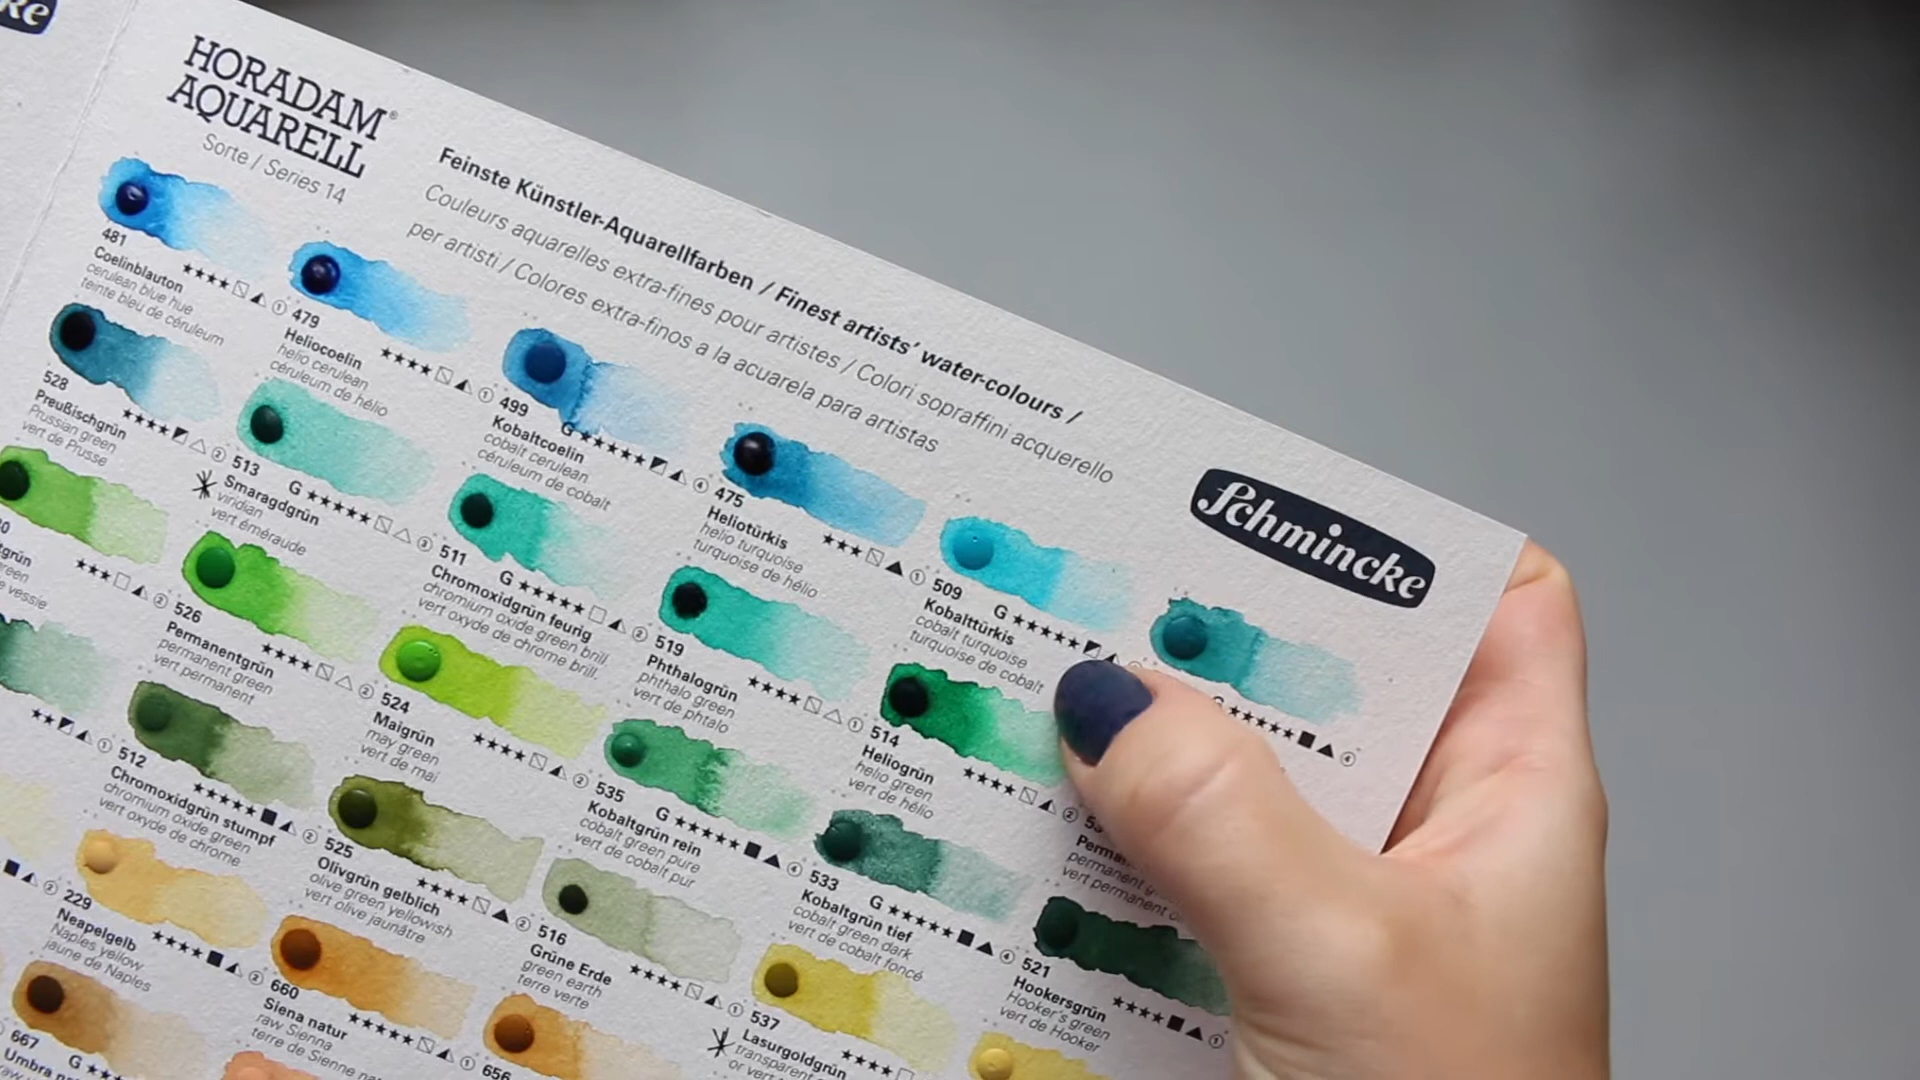 HORADAM®
AQUARELL
Sorte / Series 14
Feinste Künstler-Aquarellfarben / Finest artists’ water-colours /
Couleurs aquarelles extra-fines pour artistes / Colori sopraffini acquerello
per artisti / Colores extra-finos a la acuarela para artistas
Schmincke
481
Coelinblauton
cerulean blue hue
teinte bleu de céruleum
479
Heliocoelin
helio cerulean
céruleum de hélio
499
Kobaltcoelin
cobalt cerulean
céruleum de cobalt
475
Heliotürkis
helio turquoise
turquoise de hélio
509
Kobalttürkis
cobalt turquoise
turquoise de cobalt
528
Preußischgrün
Prussian green
vert de Prusse
513
Smaragdgrün
viridian
vert émeraude
511
Chromoxidgrün feurig
chromium oxide green brill.
vert oxyde de chrome brill.
519
Phthalogrün
phthalo green
vert de phtalo
514
Heliogrün
helio green
vert de hélio
526
Permanentgrün
permanent green
vert permanent
524
Maigrün
may green
vert de mai
535
Kobaltgrün rein
cobalt green pure
vert de cobalt pur
533
Kobaltgrün tief
cobalt green dark
vert de cobalt foncé
521
Hookersgrün
Hooker's green
vert de Hooker
512
Chromoxidgrün stumpf
chromium oxide green
vert oxyde de chrome
525
Olivgrün gelblich
olive green yellowish
vert olive jaunâtre
516
Grüne Erde
green earth
terre verte
537
Lasurgoldgrün
transparent
229
Neapelgelb
Naples yellow
jaune de Naples
660
Siena natur
raw Sienna
terre de Sienne
656
667
Umbra